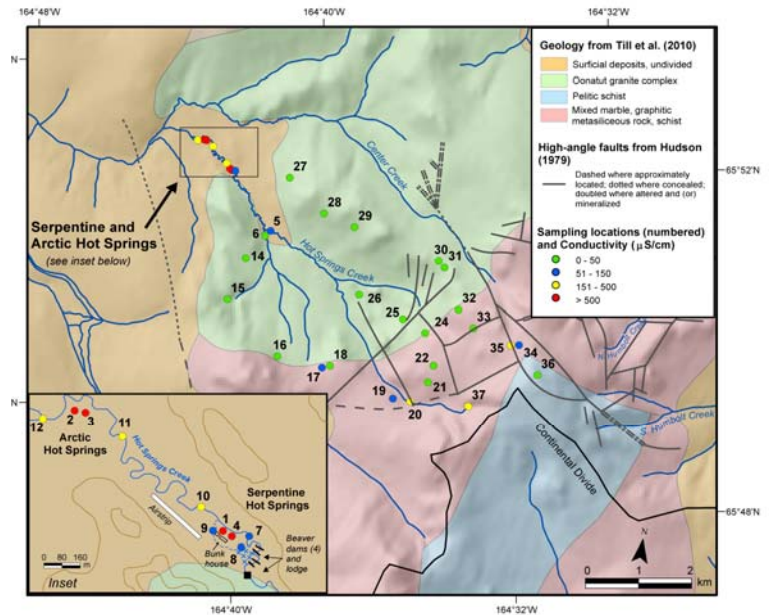 164°48'W
164°40'W
164°32'W
N
Geology from Till et al. (2010)
Surficial deposits, undivided
Oonatut granite complex
Pelitic schist
Mixed marble, graphitic
metasiliceous rock, schist
High-angle faults from Hudson
(1979)
Dashed where approximately
located; dotted where concealed;
doubled where altered and (or)
mineralized
Sampling locations (numbered)
and Conductivity (µS/cm)
0 - 50
51 - 150
151 - 500
> 500
Center Creek
27
65°52'N
28
29
Serpentine and
Arctic Hot Springs
(see inset below)
5
6
14
Hot Springs Creek
30
31
15
26
25
32
24
33
N. Humbolt Creek
16
18
17
22
35
34
36
21
19
20
37
S. Humbolt Creek
N
Continental Divide
12
2
3
Arctic
Hot Springs
11
Hot Springs Creek
10
Serpentine
Hot Springs
Airstrip
9
1
4
7
Bunk
house
8
Beaver
dams (4)
and
lodge
0 80 160
m
Inset
65°48'N
N
0 1 2
km
164°40'W
164°32'W